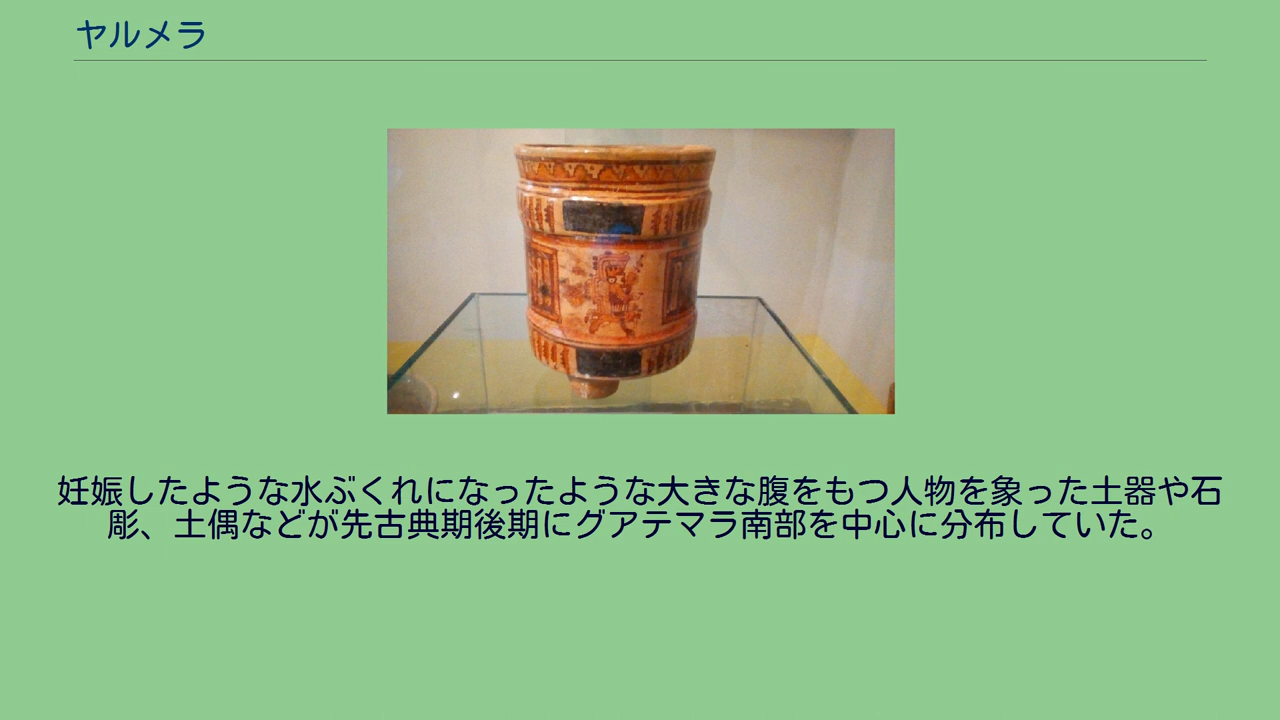 ヤルメラ
妊娠したような水ぶくれになったような大きな腹をもつ人物を象った土器や石
彫、土偶などが先古典期後期にグアテマラ南部を中心に分布していた。